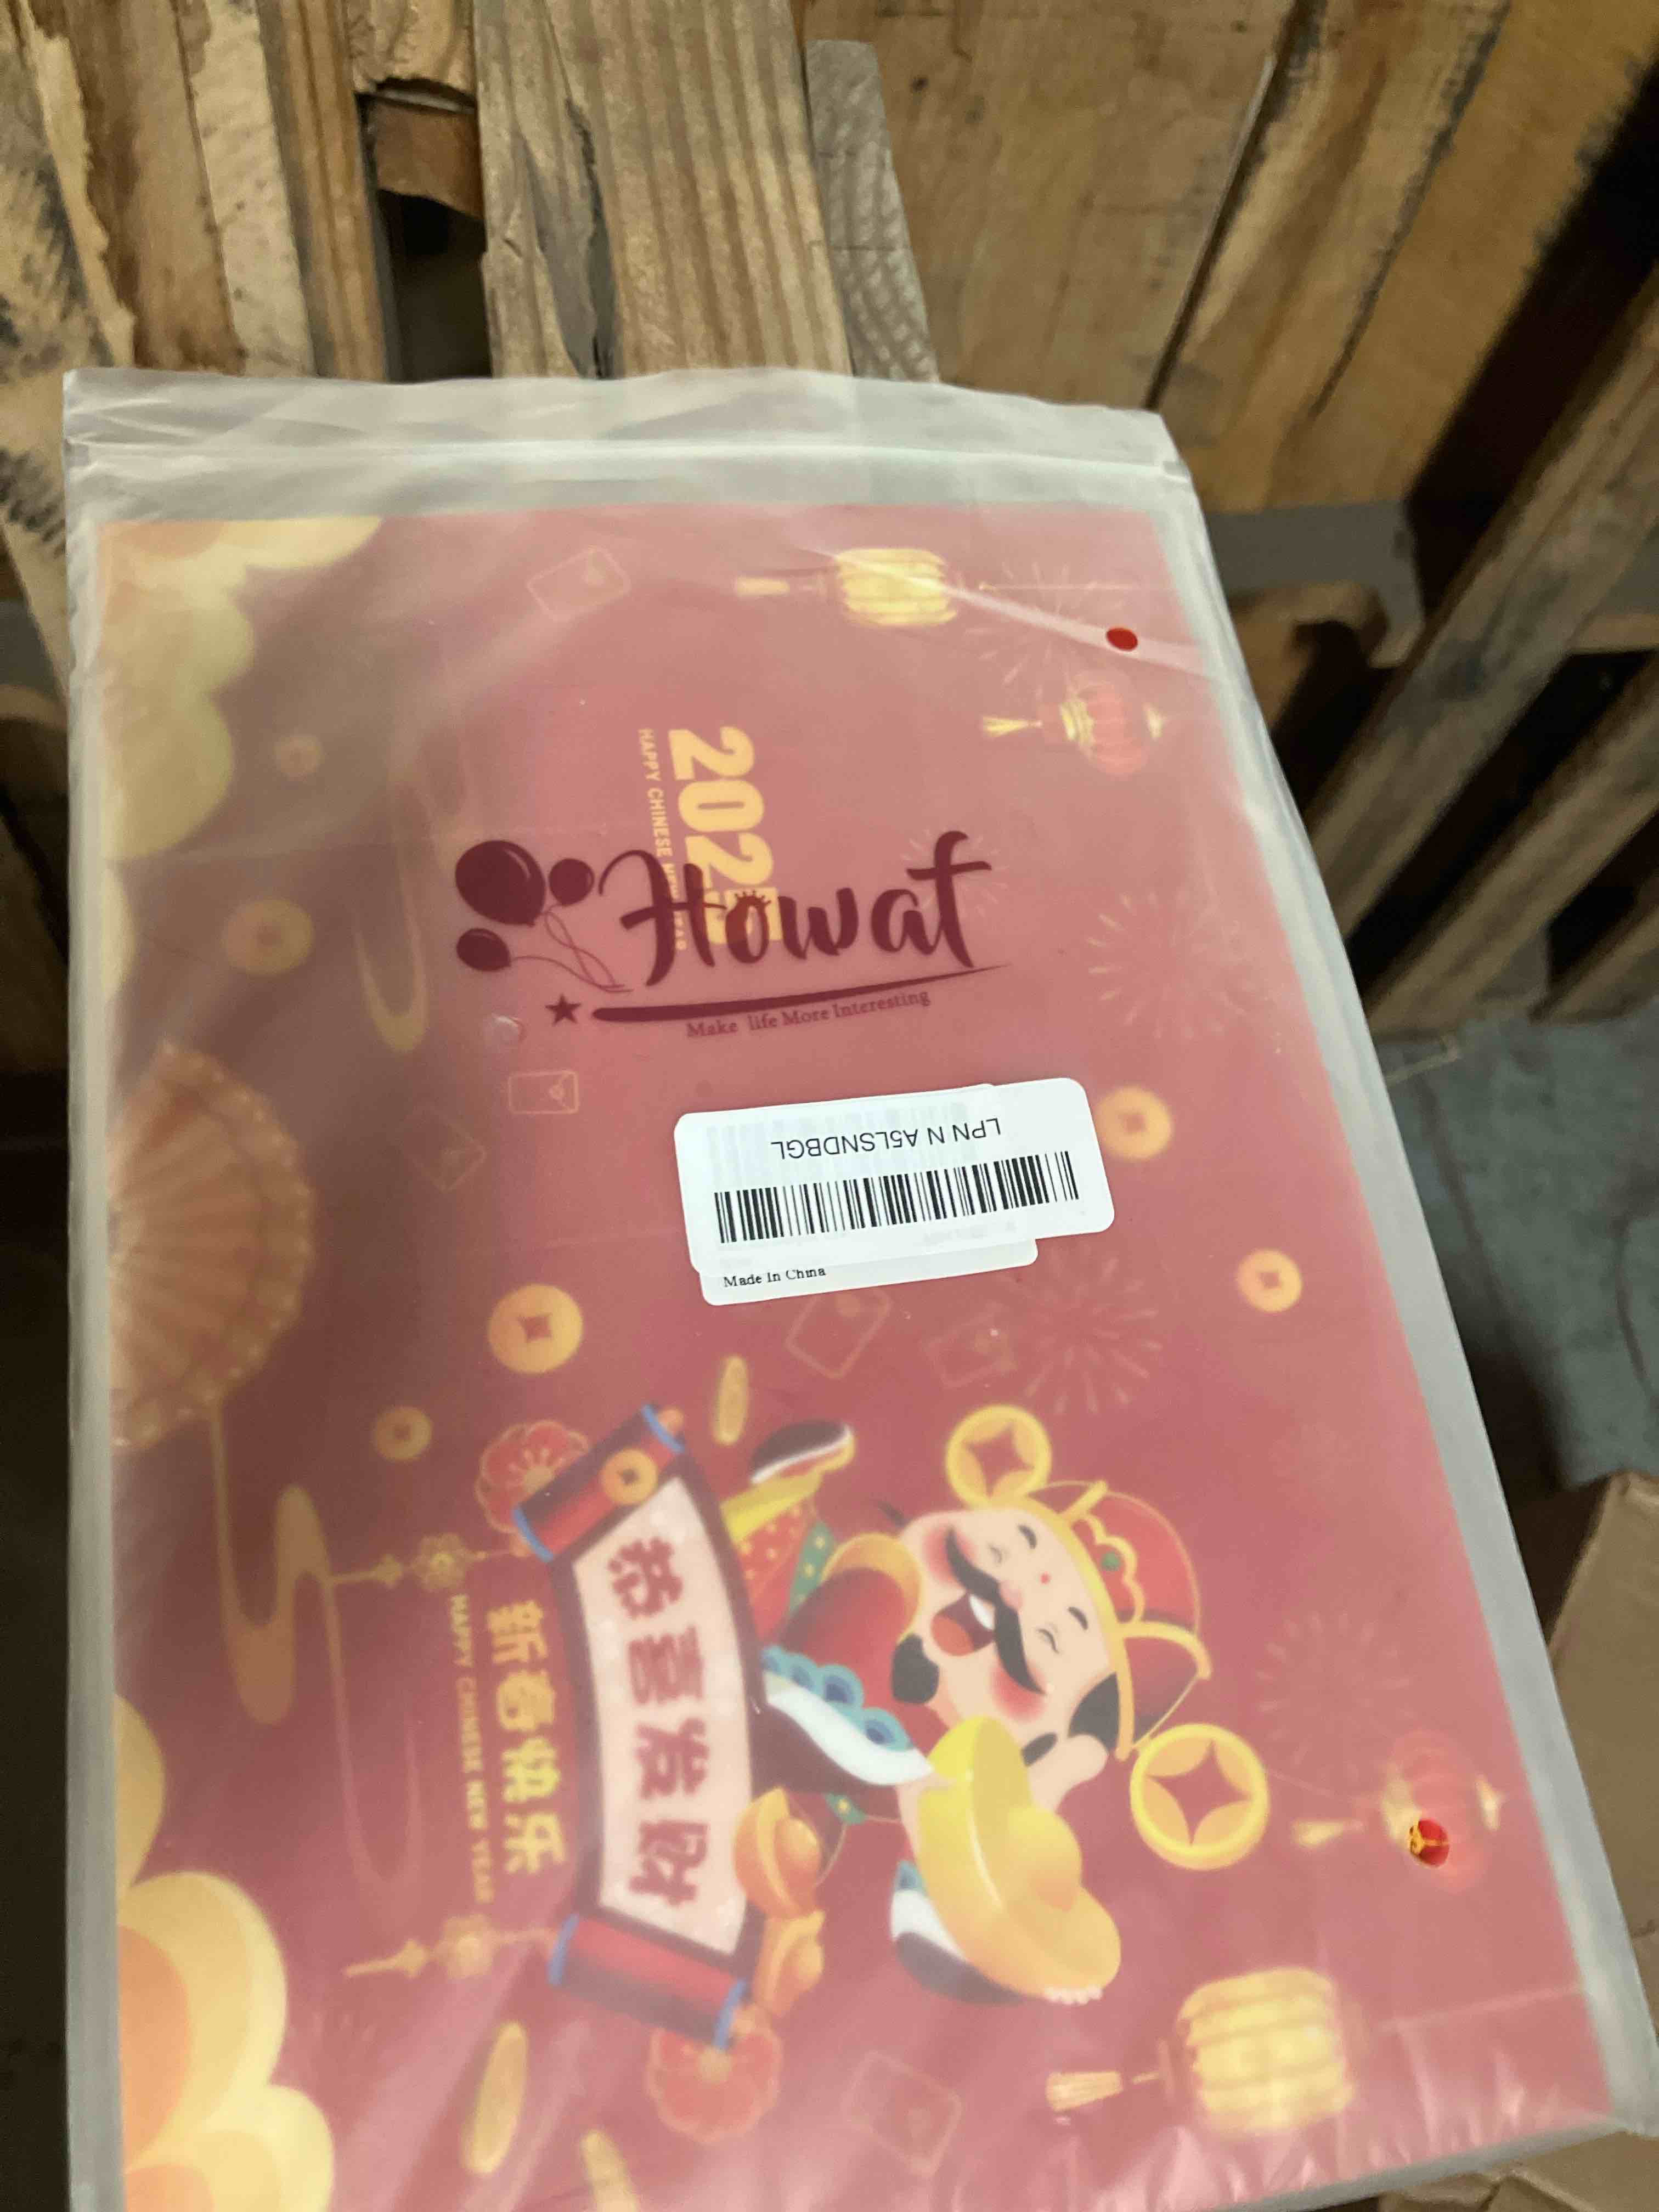 2025
HAPPY CHINESE NEW YEAR
Howaf
Make life More Interesting
LPN N A5LSNDBGL
Made In China
恭喜发财
新春快乐
HAPPY CHINESE NEW YEAR